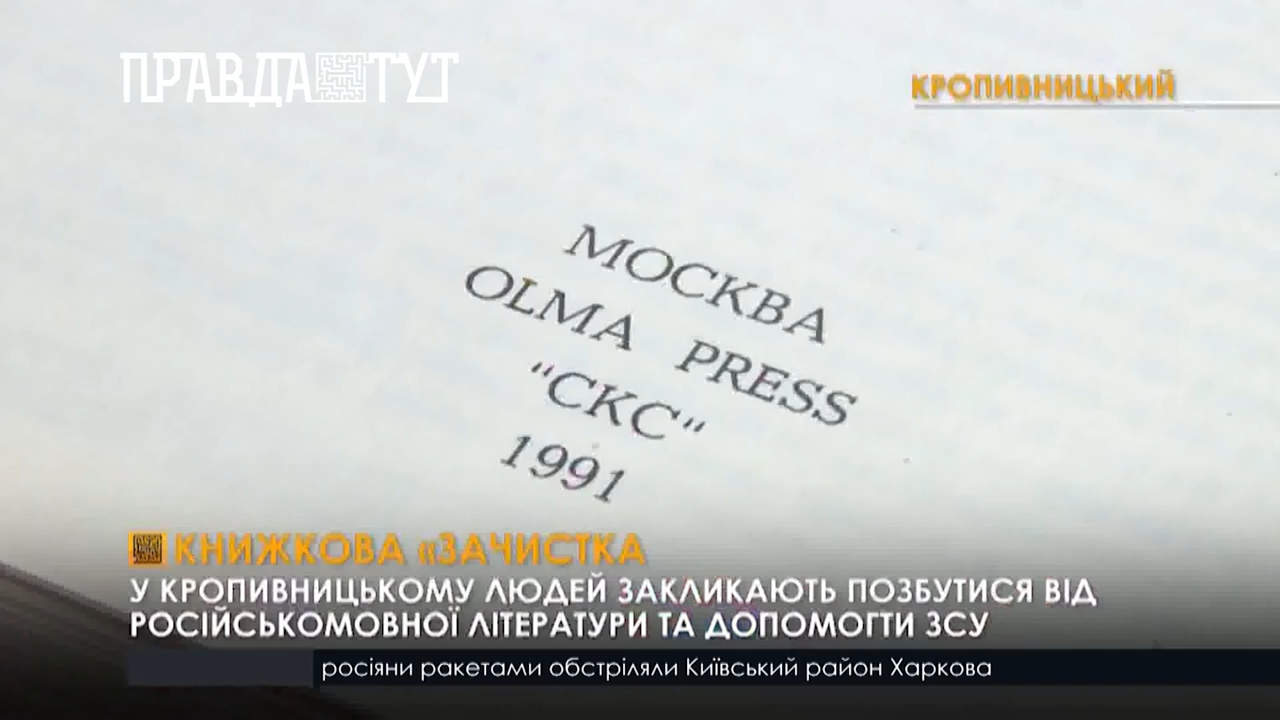 ПРАВДА ТУТ
КРОПИВНИЦЬКИЙ
МОСКВА
OLMA PRESS
"СКС"
1991
КНИЖКОВА «ЗАЧИСТКА
У КРОПИВНИЦЬКОМУ ЛЮДЕЙ ЗАКЛИКАЮТЬ ПОЗБУТИСЯ ВІД
РОСІЙСЬКОМОВНОЇ ЛІТЕРАТУРИ ТА ДОПОМОГТИ ЗСУ
росіяни ракетами обстріляли Київський район Харкова